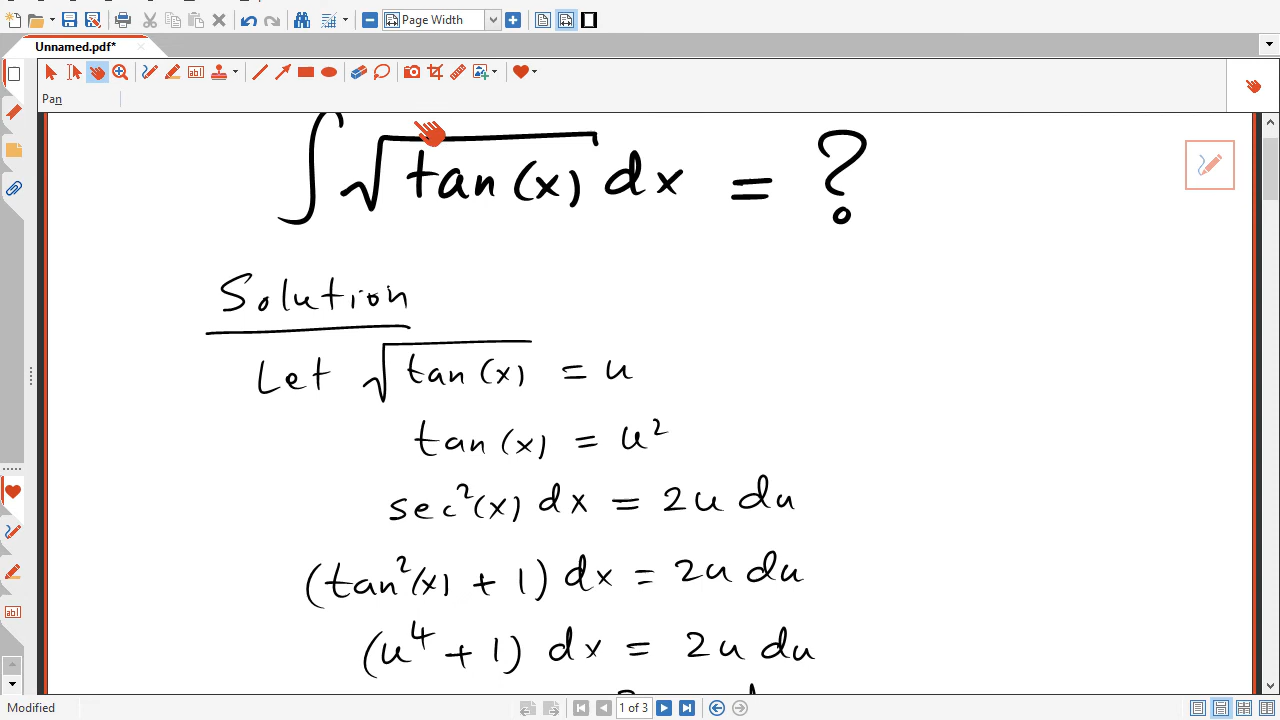 Page Width
Unnamed.pdf*
Pan
∫ √tan(x) dx = ?
Solution
Let √tan(x) = u
tan(x) = u²
sec²(x) dx = 2u du
(tan²(x) + 1) dx = 2u du
(u⁴ + 1) dx = 2u du
Modified
1 of 3